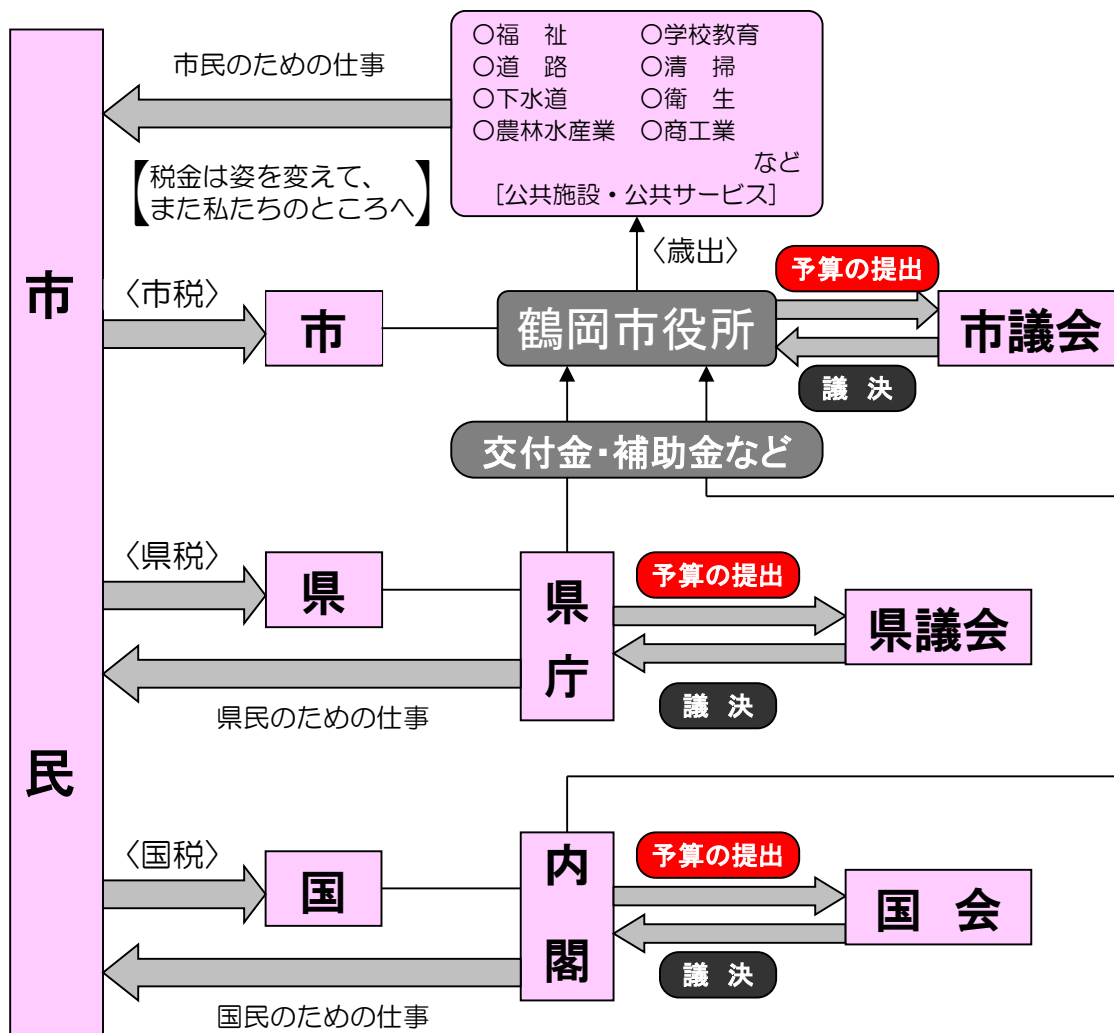 ○福　祉　○学校教育
○道　路　○清　掃
○下水道　○衛　生
○農林水産業　○商工業
など
［公共施設・公共サービス］
市民のための仕事
【税金は姿を変えて、
また私たちのところへ】
〈歳出〉
市民
〈市税〉
市
鶴岡市役所
予算の提出
市議会
議　決
交付金・補助金など
〈県税〉
県
県庁
予算の提出
県議会
議　決
県民のための仕事
〈国税〉
国
内閣
予算の提出
国　会
議　決
国民のための仕事